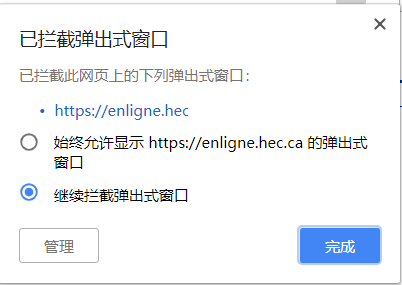 已拦截弹出式窗口
已拦截此网页上的下列弹出式窗口：
• https://enligne.hec
始终允许显示 https://enligne.hec.ca 的弹出式
窗口
继续拦截弹出式窗口
管理
完成